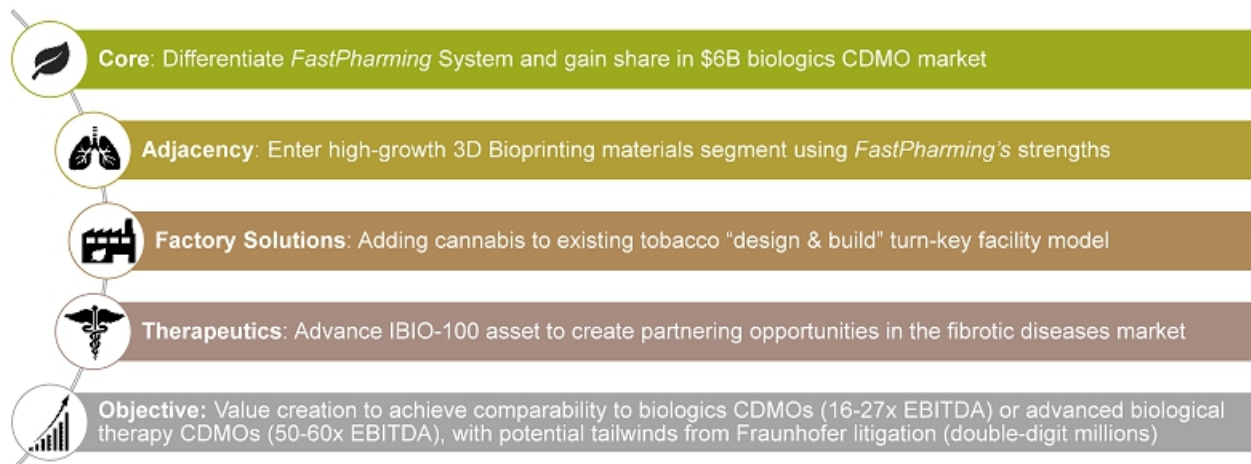 Core: Differentiate FastPharming System and gain share in $6B biologics CDMO market
Adjacency: Enter high-growth 3D Bioprinting materials segment using FastPharming's strengths
Factory Solutions: Adding cannabis to existing tobacco “design & build” turn-key facility model
Therapeutics: Advance IBIO-100 asset to create partnering opportunities in the fibrotic diseases market
Objective: Value creation to achieve comparability to biologics CDMOs (16-27x EBITDA) or advanced biological
therapy CDMOs (50-60x EBITDA), with potential tailwinds from Fraunhofer litigation (double-digit millions)